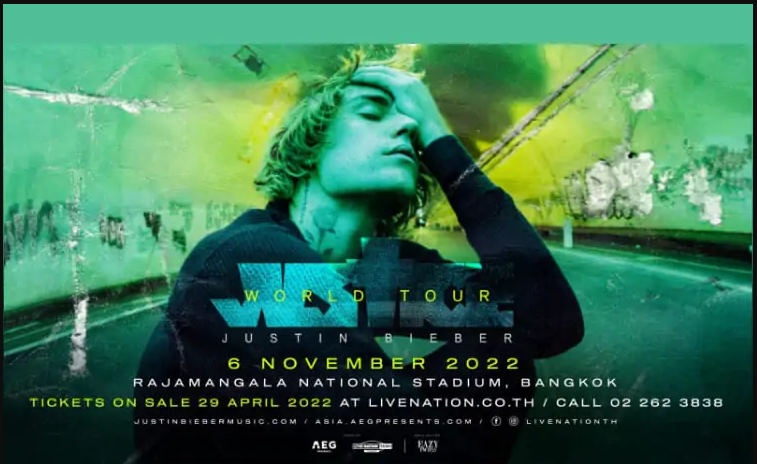 JUSTICE
WORLD TOUR
JUSTIN BIEBER
6 NOVEMBER 2022
RAJAMANGALA NATIONAL STADIUM, BANGKOK
TICKETS ON SALE 29 APRIL 2022 AT LIVENATION.CO.TH / CALL 02 262 3838
JUSTINBIEBERMUSIC.COM / ASIA.AEGPRESENTS.COM / LIVENATIONTH
AEG EAZY